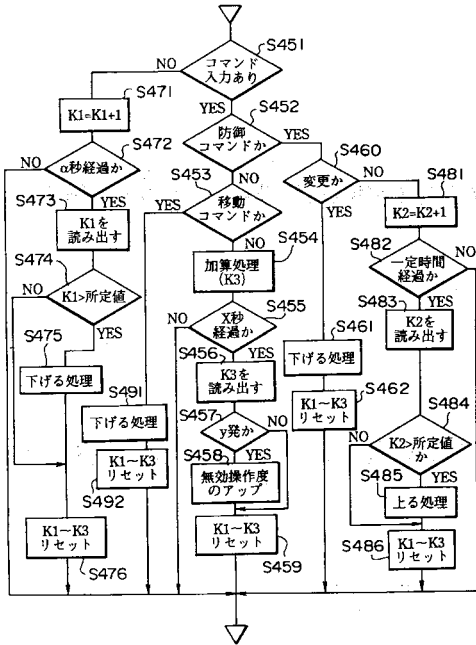 S451
コマンド
入力あり
NO
YES
S471
K1=K1+1
S452
防御
コマンドか
YES
NO
S472
α秒経過か
NO
YES
S460
変更か
NO
YES
S481
K2=K2+1
S453
移動
コマンドか
YES
NO
S473
K1を
読み出す
S454
加算処理
(K3)
S482
一定時間
経過か
NO
YES
S474
K1>所定値
NO
YES
S455
X秒
経過か
NO
YES
S483
K2を
読み出す
S461
下げる処理
S456
K3を
読み出す
S475
下げる処理
S462
K1~K3
リセット
S457
y発か
NO
YES
S484
K2>所定値か
NO
YES
S491
下げる処理
S458
無効操作度
のアップ
S492
K1~K3
リセット
S485
上る処理
S476
K1~K3
リセット
S459
K1~K3
リセット
S486
K1~K3
リセット